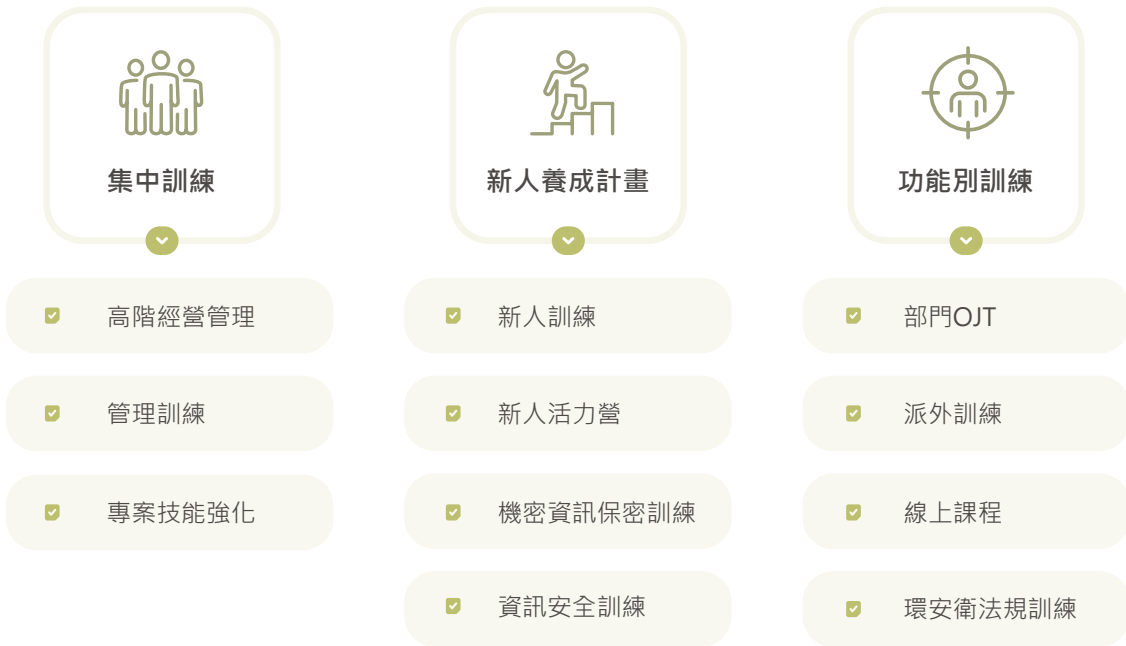 集中訓練
高階經營管理
管理訓練
專案技能強化
新人養成計畫
新人訓練
新人活力營
機密資訊保密訓練
資訊安全訓練
功能別訓練
部門OJT
派外訓練
線上課程
環安衛法規訓練